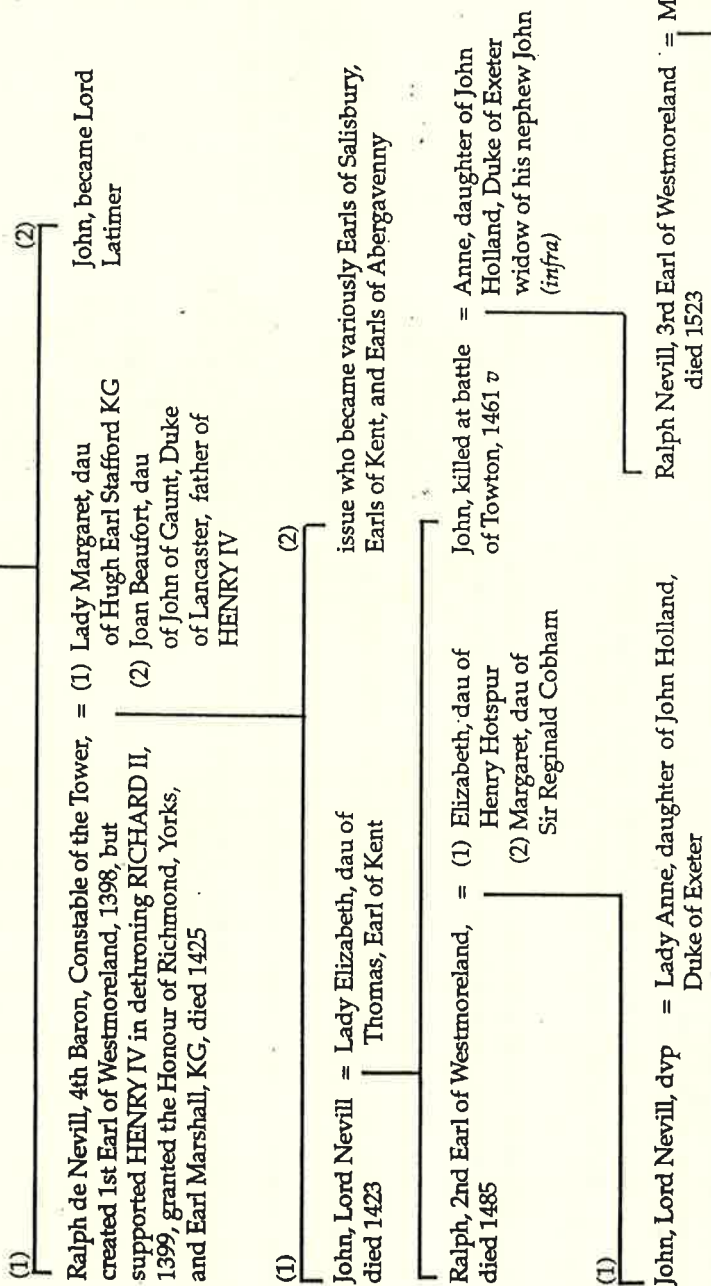 (1)
(2)
Ralph de Nevill, 4th Baron, Constable of the Tower,
created 1st Earl of Westmoreland, 1398, but
supported HENRY IV in dethroning RICHARD II,
1399, granted the Honour of Richmond, Yorks,
and Earl Marshall, KG, died 1425
= (1) Lady Margaret, dau
of Hugh Earl Stafford KG
(2) Joan Beaufort, dau
of John of Gaunt, Duke
of Lancaster, father of
HENRY IV
John, became Lord
Latimer
(1)
(2)
John, Lord Nevill
died 1423
= Lady Elizabeth, dau of
Thomas, Earl of Kent
issue who became variously Earls of Salisbury,
Earls of Kent, and Earls of Abergavenny
Ralph, 2nd Earl of Westmoreland,
died 1485
= (1) Elizabeth, dau of
Henry Hotspur
(2) Margaret, dau of
Sir Reginald Cobham
John, killed at battle
of Towton, 1461 v
= Anne, daughter of John
Holland, Duke of Exeter
widow of his nephew John
(infra)
(1)
John, Lord Nevill, dvp
= Lady Anne, daughter of John Holland,
Duke of Exeter
Ralph Nevill, 3rd Earl of Westmoreland
died 1523
= M